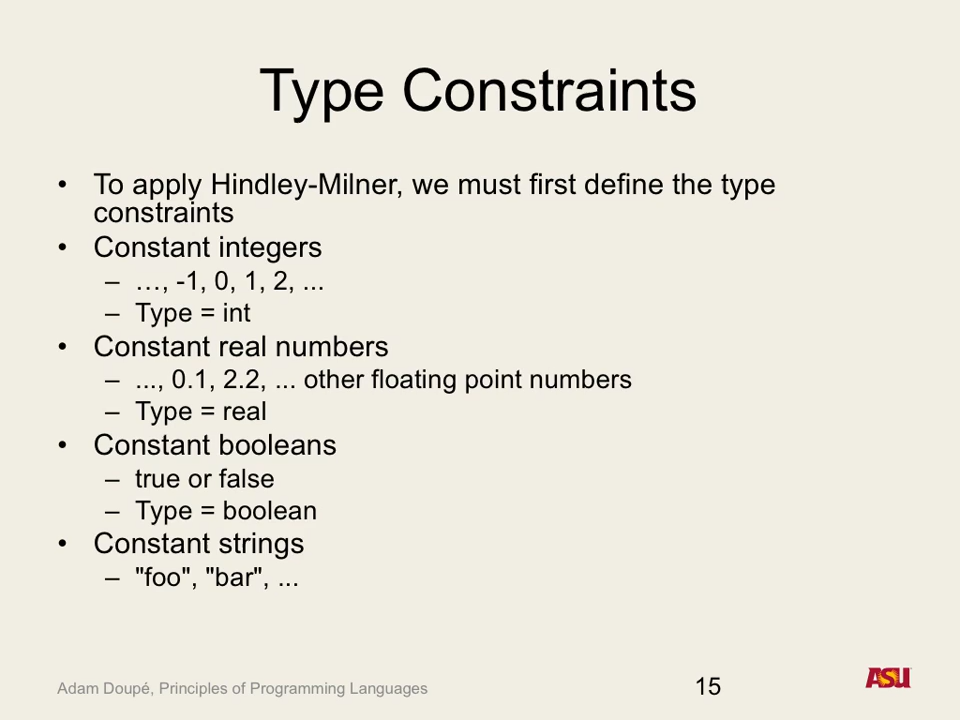 Type Constraints
• To apply Hindley-Milner, we must first define the type
constraints
• Constant integers
– …, -1, 0, 1, 2, ...
– Type = int
• Constant real numbers
– ..., 0.1, 2.2, ... other floating point numbers
– Type = real
• Constant booleans
– true or false
– Type = boolean
• Constant strings
– "foo", "bar", ...
Adam Doupé, Principles of Programming Languages
15
ASU